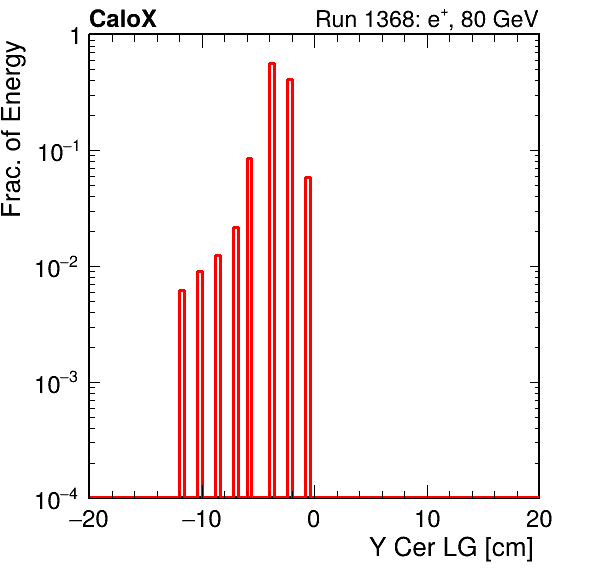 CaloX Run 1368: e⁺, 80 GeV
Frac. of Energy
1
10⁻¹
10⁻²
10⁻³
10⁻⁴
−20 −10 0 10 20
Y Cer LG [cm]